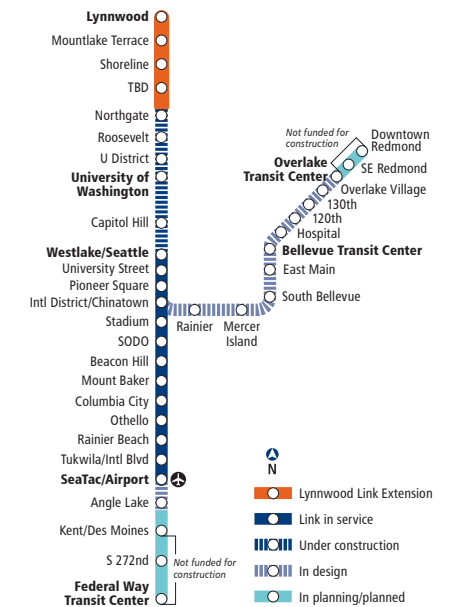 Lynnwood
Mountlake Terrace
Shoreline
TBD
Northgate
Roosevelt
U District
University of
Washington
Capitol Hill
Westlake/Seattle
University Street
Pioneer Square
Intl District/Chinatown
Stadium
SODO
Beacon Hill
Mount Baker
Columbia City
Othello
Rainier Beach
Tukwila/Intl Blvd
SeaTac/Airport
Angle Lake
Kent/Des Moines
S 272nd
Federal Way
Transit Center
Not funded for
construction
Rainier
Mercer
Island
South Bellevue
East Main
Bellevue Transit Center
Hospital
120th
130th
Overlake Village
Overlake
Transit Center
SE Redmond
Downtown
Redmond
Not funded for
construction
N
Lynnwood Link Extension
Link in service
Under construction
In design
In planning/planned